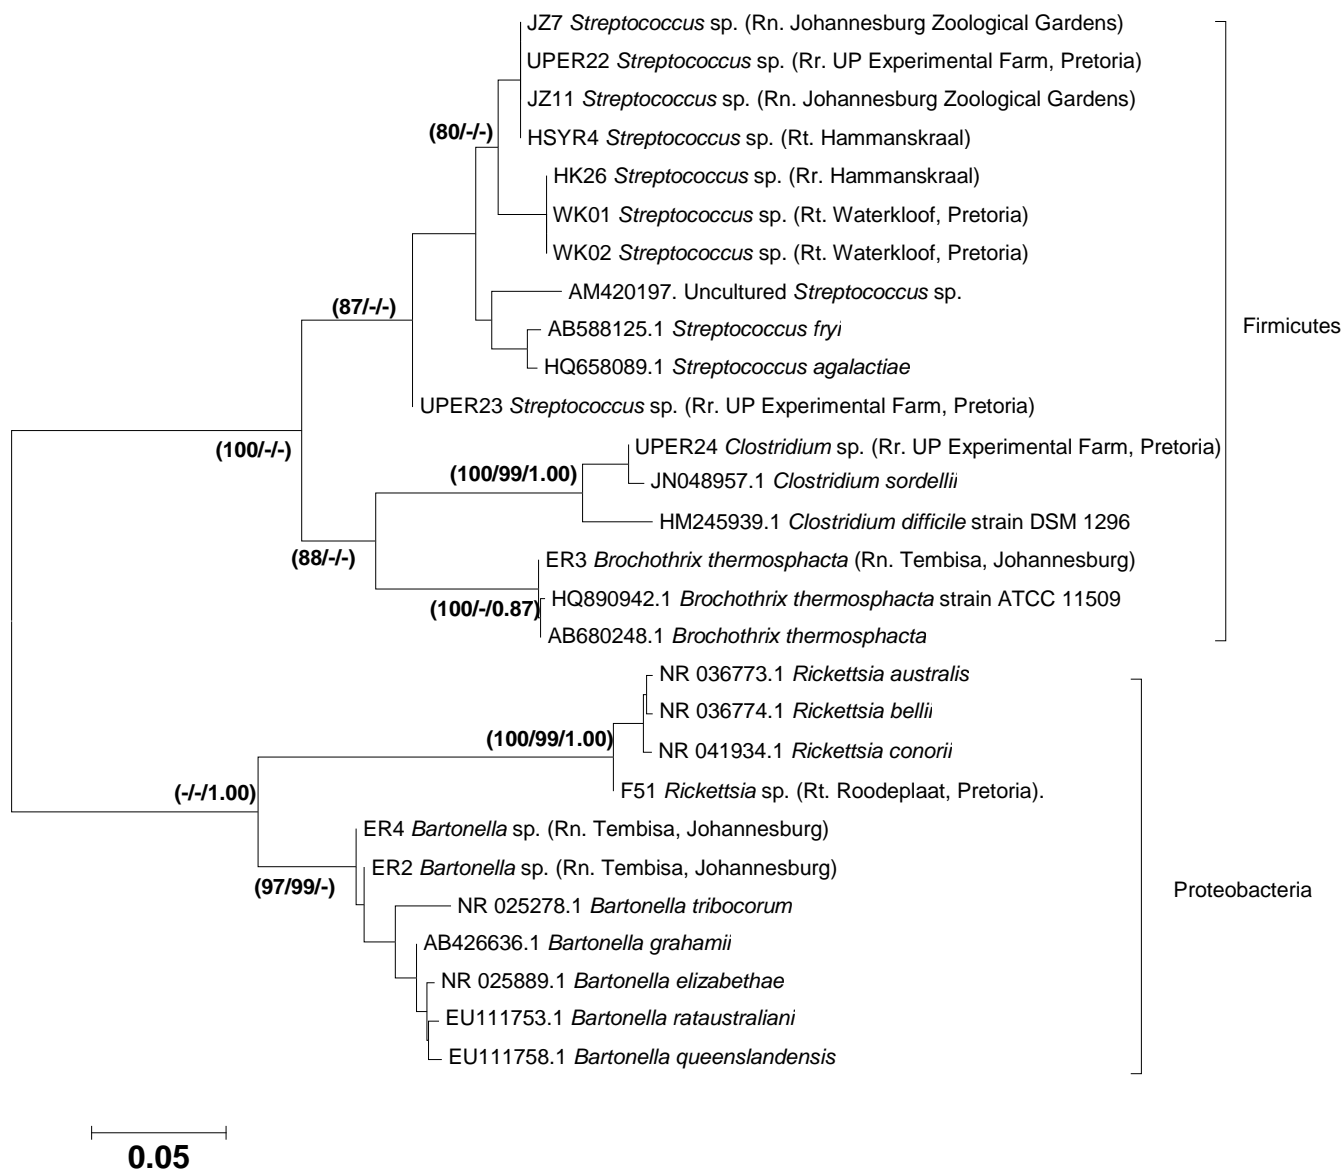 JZ7 Streptococcus sp. (Rn. Johannesburg Zoological Gardens)
UPER22 Streptococcus sp. (Rr. UP Experimental Farm, Pretoria)
JZ11 Streptococcus sp. (Rn. Johannesburg Zoological Gardens)
(80/-/-)
HSYR4 Streptococcus sp. (Rt. Hammanskraal)
HK26 Streptococcus sp. (Rr. Hammanskraal)
WK01 Streptococcus sp. (Rt. Waterkloof, Pretoria)
WK02 Streptococcus sp. (Rt. Waterkloof, Pretoria)
AM420197. Uncultured Streptococcus sp.
(87/-/-)
AB588125.1 Streptococcus fryi
Firmicutes
HQ658089.1 Streptococcus agalactiae
UPER23 Streptococcus sp. (Rr. UP Experimental Farm, Pretoria)
(100/-/-)
UPER24 Clostridium sp. (Rr. UP Experimental Farm, Pretoria)
(100/99/1.00)
JN048957.1 Clostridium sordellii
HM245939.1 Clostridium difficile strain DSM 1296
(88/-/-)
ER3 Brochothrix thermosphacta (Rn. Tembisa, Johannesburg)
HQ890942.1 Brochothrix thermosphacta strain ATCC 11509
(100/-/0.87)
AB680248.1 Brochothrix thermosphacta
NR 036773.1 Rickettsia australis
NR 036774.1 Rickettsia bellii
(100/99/1.00)
NR 041934.1 Rickettsia conorii
(-/-/1.00)
F51 Rickettsia sp. (Rt. Roodeplaat, Pretoria).
ER4 Bartonella sp. (Rn. Tembisa, Johannesburg)
ER2 Bartonella sp. (Rn. Tembisa, Johannesburg)
(97/99/-)
Proteobacteria
NR 025278.1 Bartonella tribocorum
AB426636.1 Bartonella grahamii
NR 025889.1 Bartonella elizabethae
EU111753.1 Bartonella rataustraliani
EU111758.1 Bartonella queenslandensis
0.05